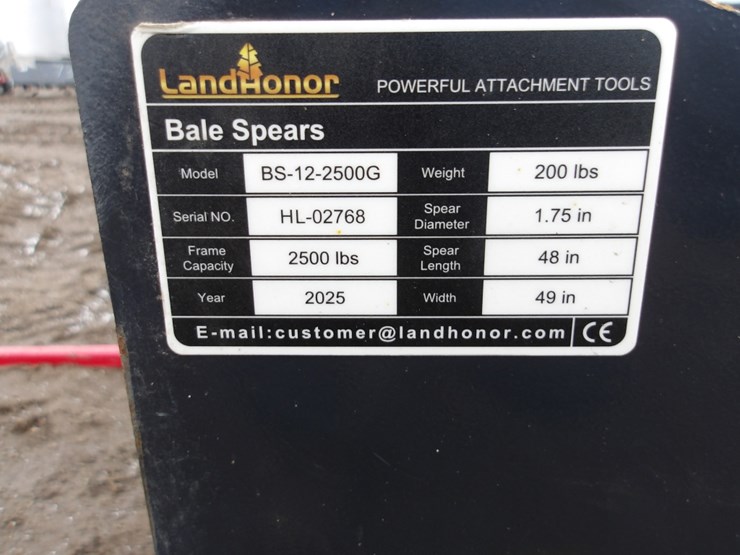 LandHonor POWERFUL ATTACHMENT TOOLS
Bale Spears
Model BS-12-2500G Weight 200 lbs
Serial NO. HL-02768 Spear Diameter 1.75 in
Frame Capacity 2500 lbs Spear Length 48 in
Year 2025 Width 49 in
E-mail:customer@landhonor.com CE